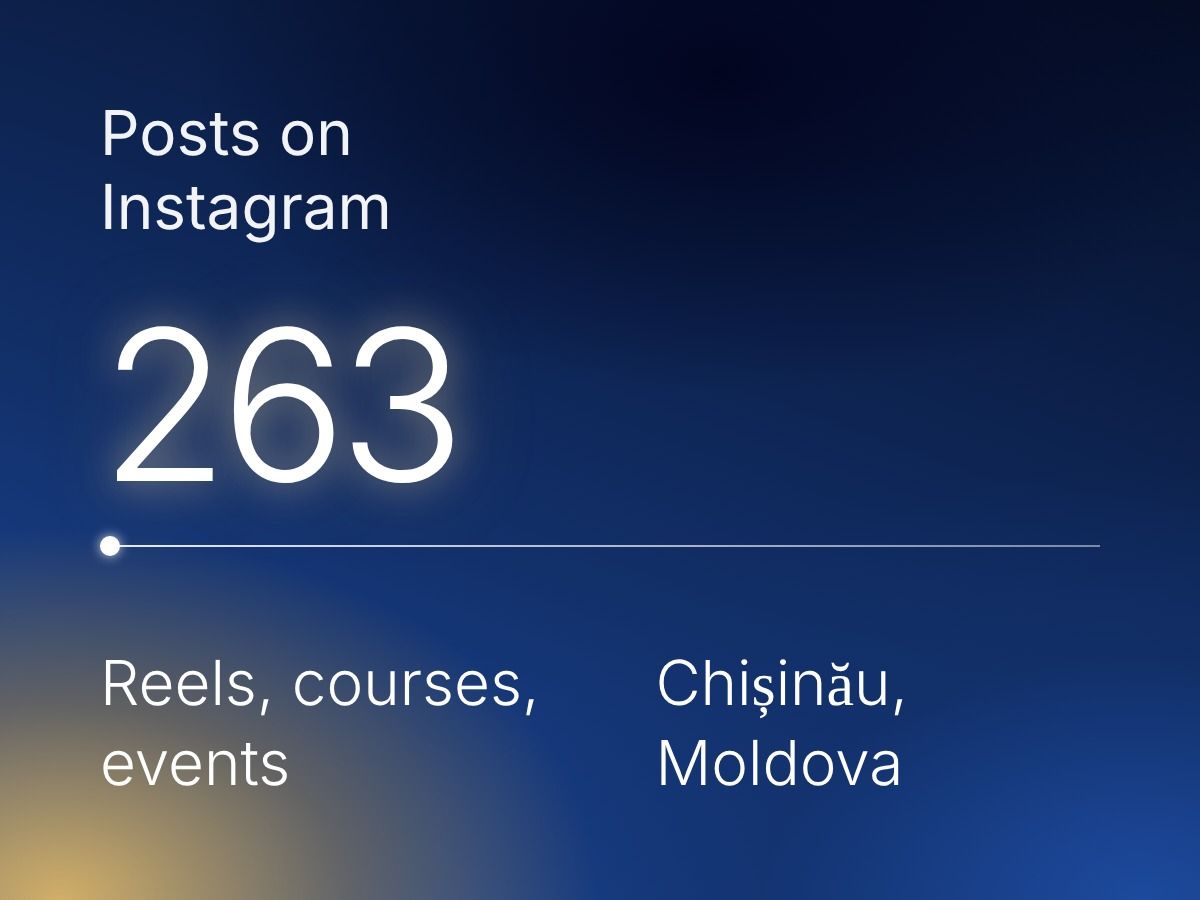 Posts on
Instagram
263
Reels, courses,
events
Chișinău,
Moldova